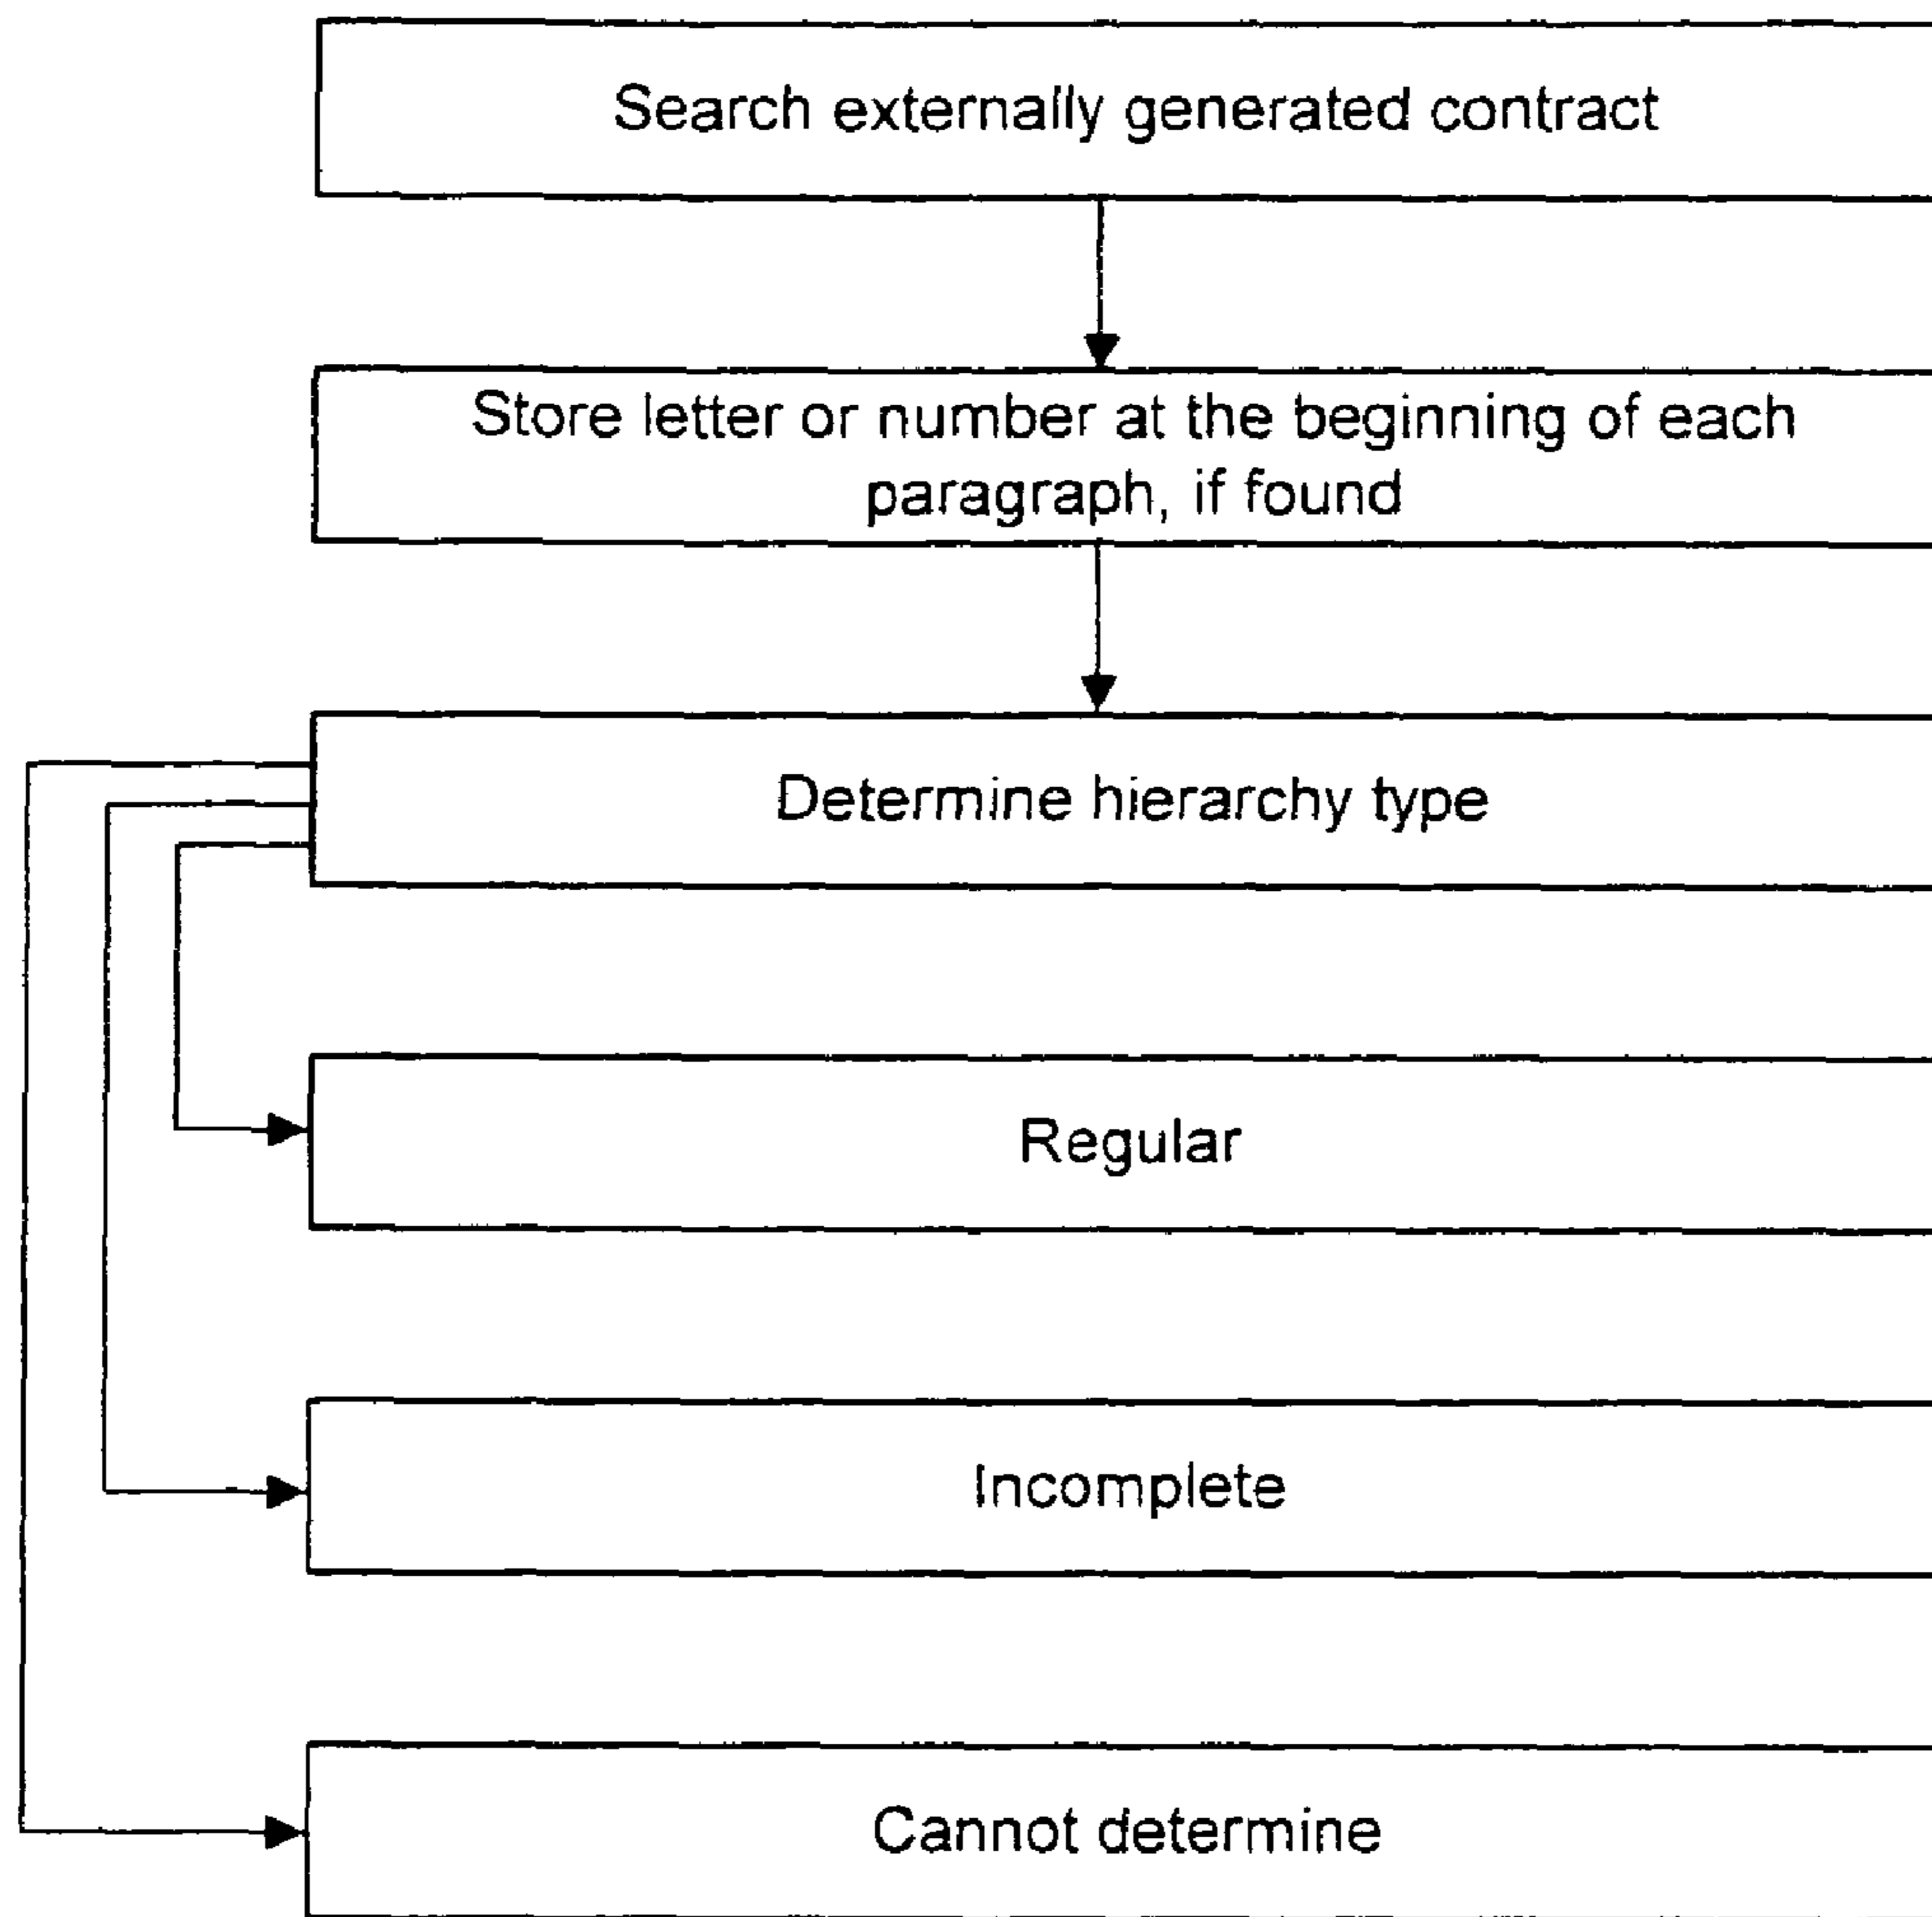 Search externally generated contract
Store letter or number at the beginning of each
paragraph, if found
Determine hierarchy type
Regular
Incomplete
Cannot determine